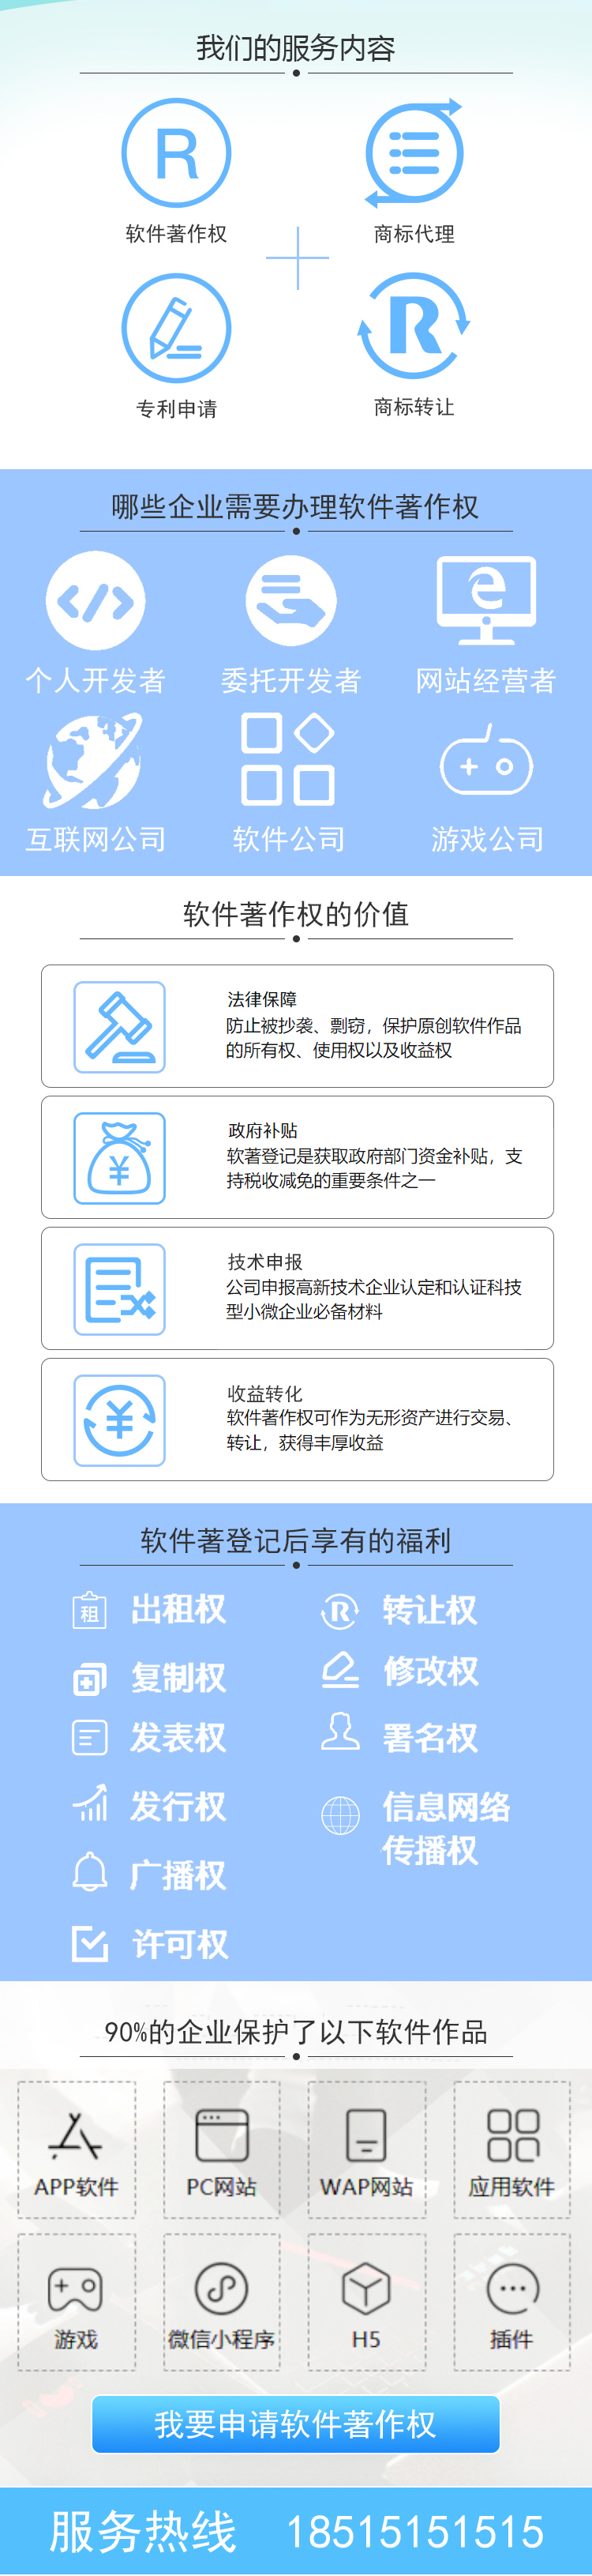 我们的服务内容
R
软件著作权
商标代理
R
专利申请
商标转让
哪些企业需要办理软件著作权
个人开发者
委托开发者
网站经营者
互联网公司
软件公司
游戏公司
软件著作权的价值
法律保障
防止被抄袭、剽窃，保护原创软件作品
的所有权、使用权以及收益权
政府补贴
¥
软著登记是获取政府部门资金补贴，支
持税收减免的重要条件之一
技术申报
公司申报高新技术企业认定和认证科技
型小微企业必备材料
收益转化
¥
软件著作权可作为无形资产进行交易、
转让，获得丰厚收益
软件著登记后享有的福利
租
出租权
R
转让权
复制权
修改权
发表权
署名权
发行权
信息网络
传播权
广播权
许可权
90%的企业保护了以下软件作品
APP软件
PC网站
WAP网站
应用软件
游戏
微信小程序
H5
插件
我要申请软件著作权
服务热线 18515151515